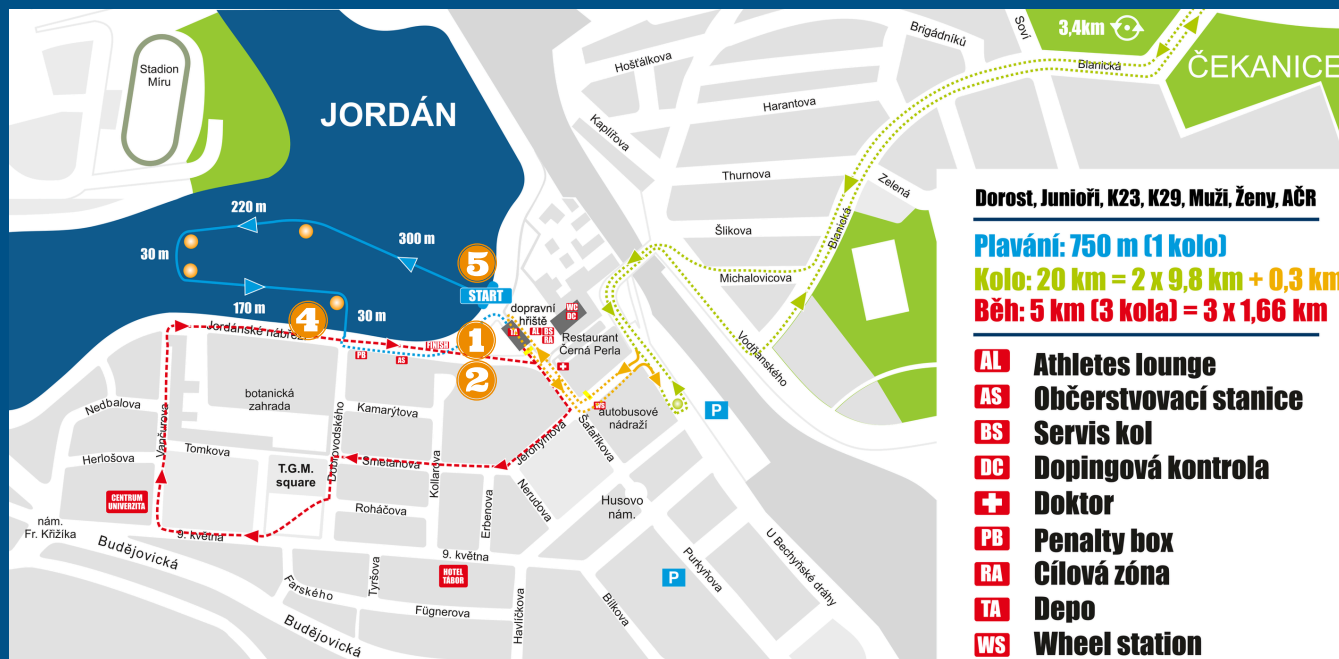 Stadion
Míru
JORDÁN
Hošťálkova
Brigádníků
Soví
3,4km
Blanická
ČEKANICE
Harantova
Kaplířova
Thurnova
Zelená
Šlikova
Blanická
Michalovicova
Vodňanského
220 m
300 m
30 m
170 m
30 m
5
START
4
1
2
dopravní
hřiště
WC
DC
TA
AL
BS
RA
Restaurant
Černá Perla
Jordánské nábřeží
FINISH
PB
AS
WS
autobusové
nádraží
P
botanická
zahrada
Kamarýtova
Nedbalova
Vančurova
Dobrovodského
Šafaříkova
Jeronýmova
Tomkova
Herlošova
T.G.M.
square
Smetanova
Kollárova
CENTRUM
UNIVERZITA
Roháčova
Erbenova
Nerudova
Husovo
nám.
nám.
Fr. Křižíka
9. května
9. května
Budějovická
HOTEL
TÁBOR
Tyršova
Farského
Fügnerova
Havlíčkova
Bílkova
Purkyňova
P
U Bechyňské dráhy
Budějovická
Dorost, Junioři, K23, K29, Muži, Ženy, AČR
Plavání: 750 m (1 kolo)
Kolo: 20 km = 2 x 9,8 km + 0,3 km
Běh: 5 km (3 kola) = 3 x 1,66 km
AL Athletes lounge
AS Občerstvovací stanice
BS Servis kol
DC Dopingová kontrola
Doktor
PB Penalty box
RA Cílová zóna
TA Depo
WS Wheel station